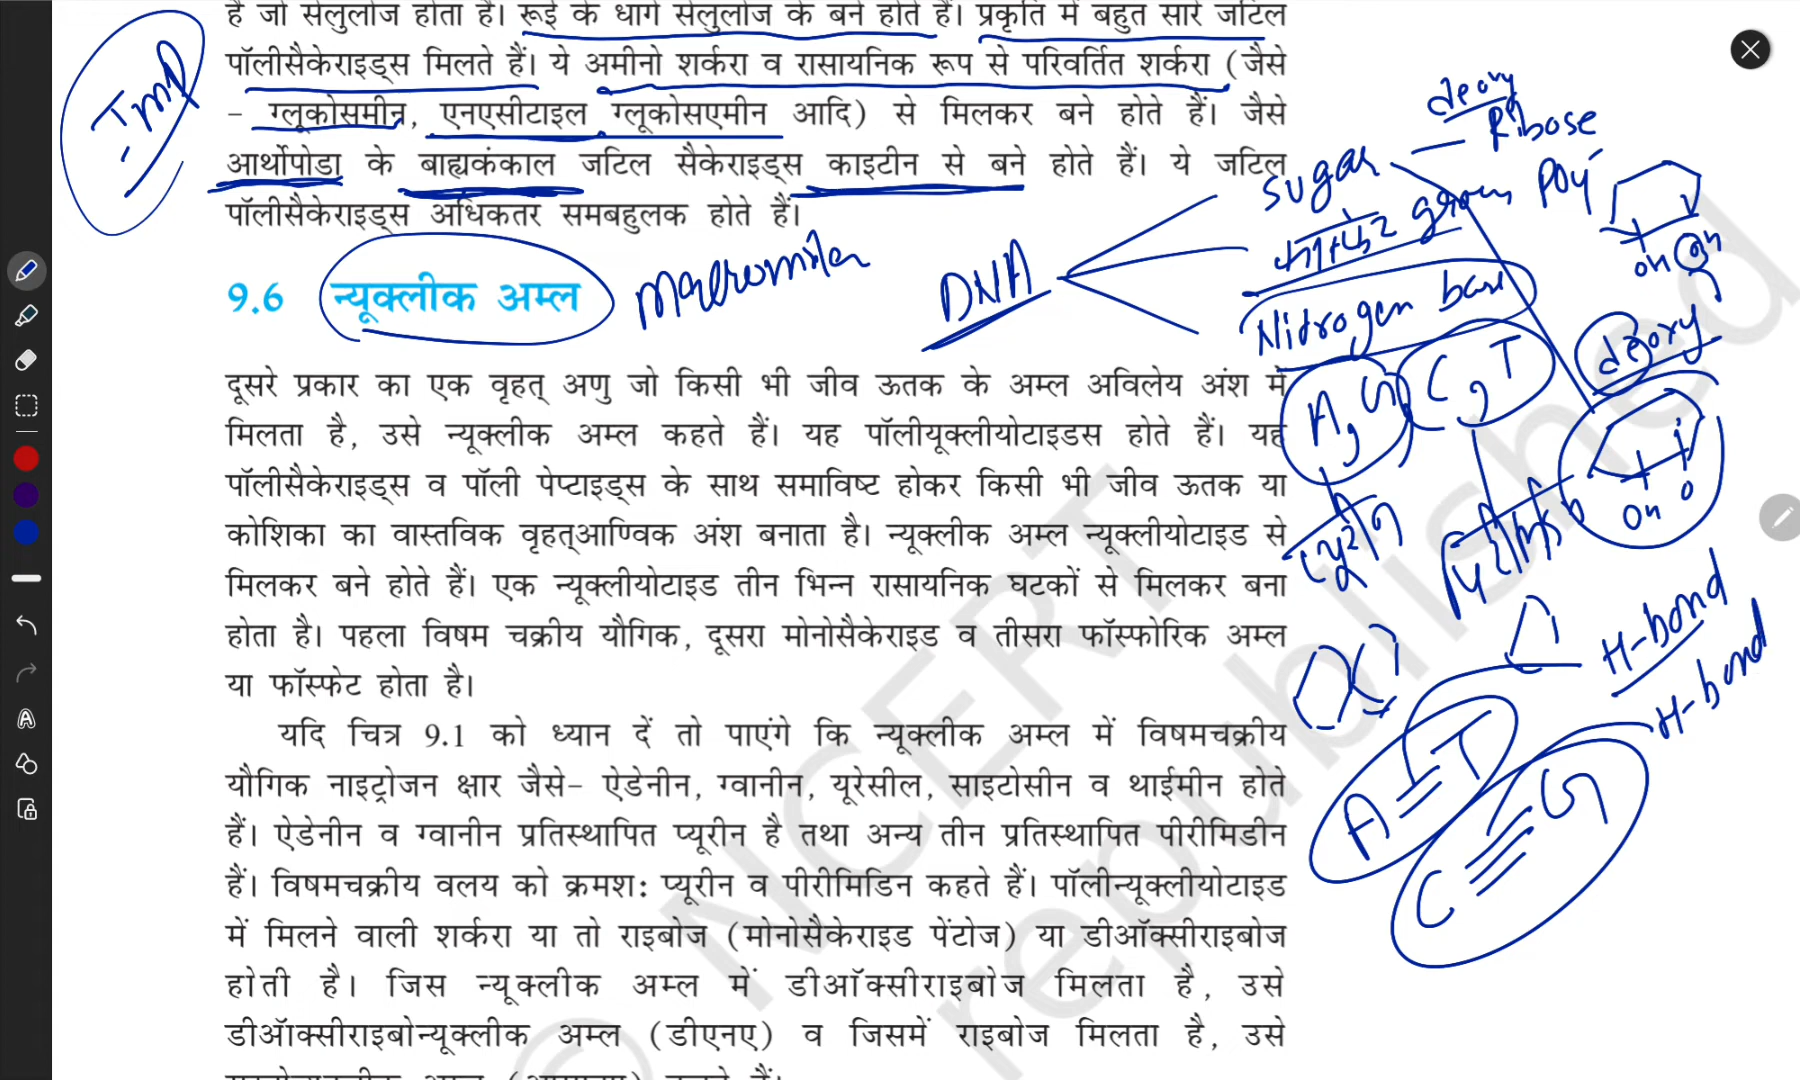 है जो सेलुलोज होता है। रूई के धागे सेलुलोज के बने होते हैं। प्रकृति में बहुत सारे जटिल
पॉलीसैकेराइड्स मिलते हैं। ये अमीनो शर्करा व रासायनिक रूप से परिवर्तित शर्करा (जैसे
- ग्लूकोसमीन, एनएसीटाइल ग्लूकोसएमीन आदि) से मिलकर बने होते हैं। जैसे
आर्थोपोडा के बाह्यकंकाल जटिल सैकेराइड्स काइटीन से बने होते हैं। ये जटिल
पॉलीसैकेराइड्स अधिकतर समबहुलक होते हैं।
Imp
9.6 न्यूक्लीक अम्ल
DNA
sugar
Ribose
Nitrogen base
A, G
C, T
deoxy
दूसरे प्रकार का एक वृहत् अणु जो किसी भी जीव ऊतक के अम्ल अविलेय अंश में
मिलता है, उसे न्यूक्लीक अम्ल कहते हैं। यह पॉलीयूक्लीयोटाइडस होते हैं। यह
पॉलीसैकेराइड्स व पॉली पेप्टाइड्स के साथ समाविष्ट होकर किसी भी जीव ऊतक या
कोशिका का वास्तविक वृहत्आण्विक अंश बनाता है। न्यूक्लीक अम्ल न्यूक्लीयोटाइड से
मिलकर बने होते हैं। एक न्यूक्लीयोटाइड तीन भिन्न रासायनिक घटकों से मिलकर बना
होता है। पहला विषम चक्रीय यौगिक, दूसरा मोनोसैकेराइड व तीसरा फॉस्फोरिक अम्ल
या फॉस्फेट होता है।
H-bond
H-bond
A=T
C≡G
यदि चित्र 9.1 को ध्यान दें तो पाएंगे कि न्यूक्लीक अम्ल में विषमचक्रीय
यौगिक नाइट्रोजन क्षार जैसे- ऐडेनीन, ग्वानीन, यूरेसील, साइटोसीन व थाईमीन होते
हैं। ऐडेनीन व ग्वानीन प्रतिस्थापित प्यूरीन है तथा अन्य तीन प्रतिस्थापित पीरीमिडीन
हैं। विषमचक्रीय वलय को क्रमश: प्यूरीन व पीरीमिडिन कहते हैं। पॉलीन्यूक्लीयोटाइड
में मिलने वाली शर्करा या तो राइबोज (मोनोसैकेराइड पेंटोज) या डीऑक्सीराइबोज
होती है। जिस न्यूक्लीक अम्ल में डीऑक्सीराइबोज मिलता है, उसे
डीऑक्सीराइबोन्यूक्लीक अम्ल (डीएनए) व जिसमें राइबोज मिलता है, उसे
© NCERT
republished